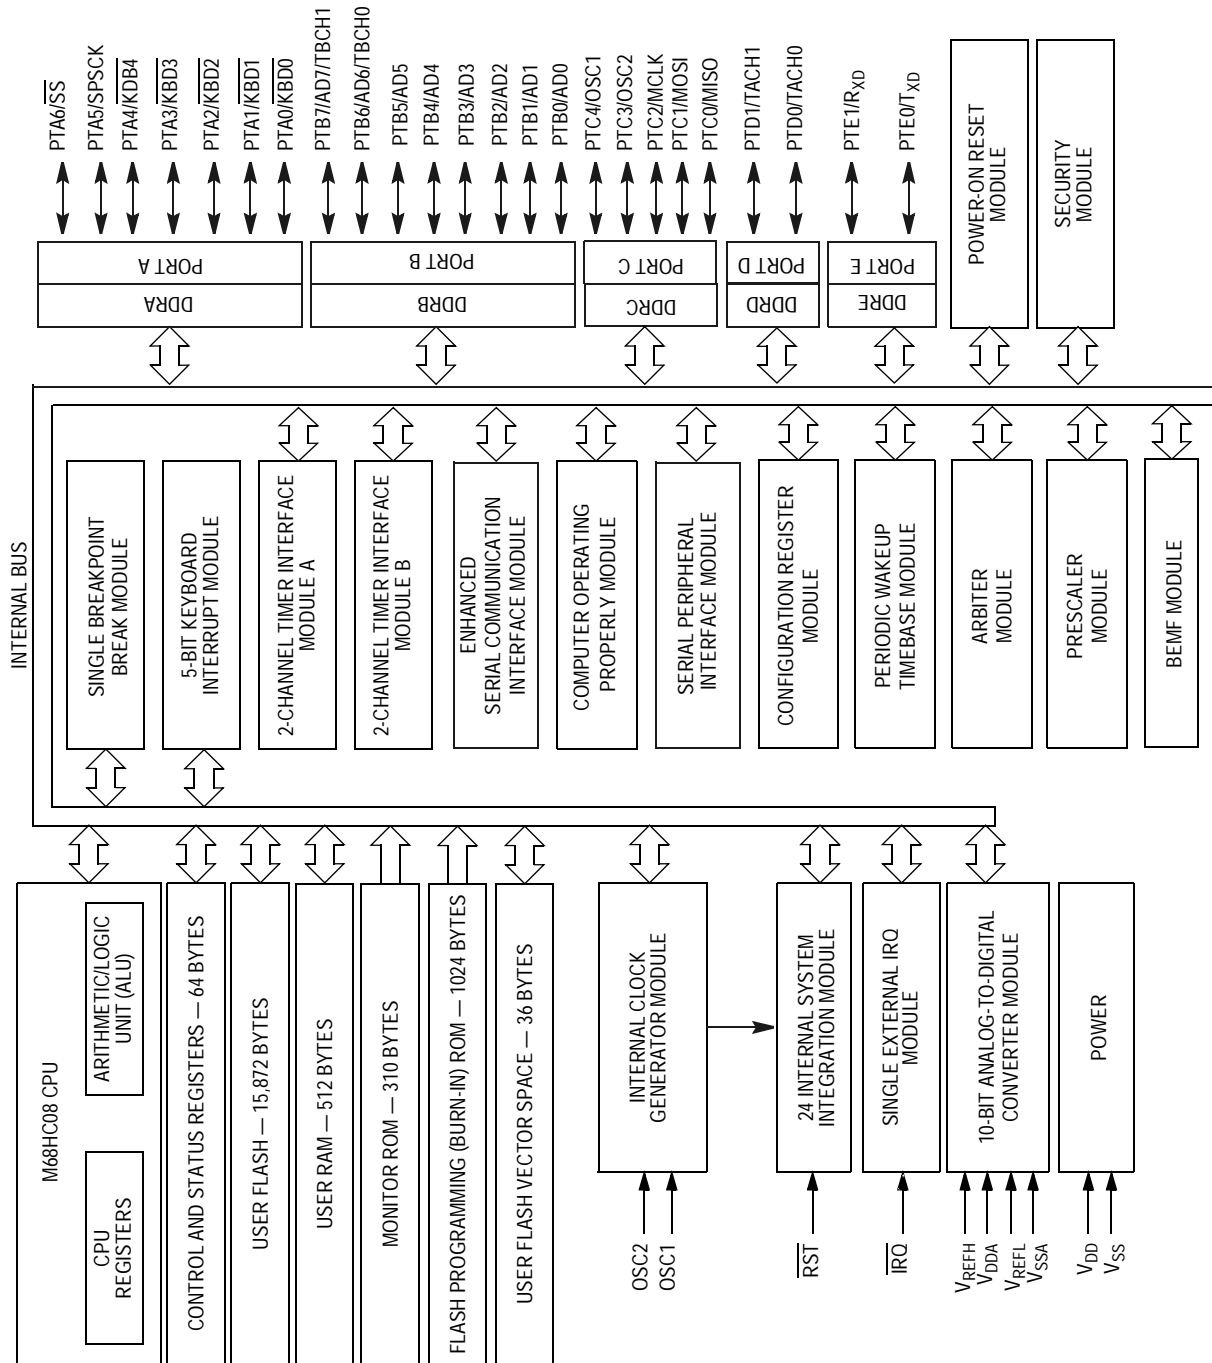 INTERNAL BUS
M68HC08 CPU
CPU
REGISTERS
ARITHMETIC/LOGIC
UNIT (ALU)
CONTROL AND STATUS REGISTERS — 64 BYTES
USER FLASH — 15,872 BYTES
USER RAM — 512 BYTES
MONITOR ROM — 310 BYTES
FLASH PROGRAMMING (BURN-IN) ROM — 1024 BYTES
USER FLASH VECTOR SPACE — 36 BYTES
OSC2
OSC1
INTERNAL CLOCK
GENERATOR MODULE
RST
24 INTERNAL SYSTEM
INTEGRATION MODULE
IRQ
SINGLE EXTERNAL IRQ
MODULE
VREFH
VDDA
VREFL
VSSA
10-BIT ANALOG-TO-DIGITAL
CONVERTER MODULE
VDD
VSS
POWER
SINGLE BREAKPOINT
BREAK MODULE
5-BIT KEYBOARD
INTERRUPT MODULE
2-CHANNEL TIMER INTERFACE
MODULE A
2-CHANNEL TIMER INTERFACE
MODULE B
ENHANCED
SERIAL COMMUNICATION
INTERFACE MODULE
COMPUTER OPERATING
PROPERLY MODULE
SERIAL PERIPHERAL
INTERFACE MODULE
CONFIGURATION REGISTER
MODULE
PERIODIC WAKEUP
TIMEBASE MODULE
ARBITER
MODULE
PRESCALER
MODULE
BEMF MODULE
DDRA
PORT A
PTA6/SS
PTA5/SPSCK
PTA4/KDB4
PTA3/KBD3
PTA2/KBD2
PTA1/KBD1
PTA0/KBD0
DDRB
PORT B
PTB7/AD7/TBCH1
PTB6/AD6/TBCH0
PTB5/AD5
PTB4/AD4
PTB3/AD3
PTB2/AD2
PTB1/AD1
PTB0/AD0
DDRC
PORT C
PTC4/OSC1
PTC3/OSC2
PTC2/MCLK
PTC1/MOSI
PTC0/MISO
DDRD
PORT D
PTD1/TACH1
PTD0/TACH0
DDRE
PORT E
PTE1/RXD
PTE0/TXD
POWER-ON RESET
MODULE
SECURITY
MODULE